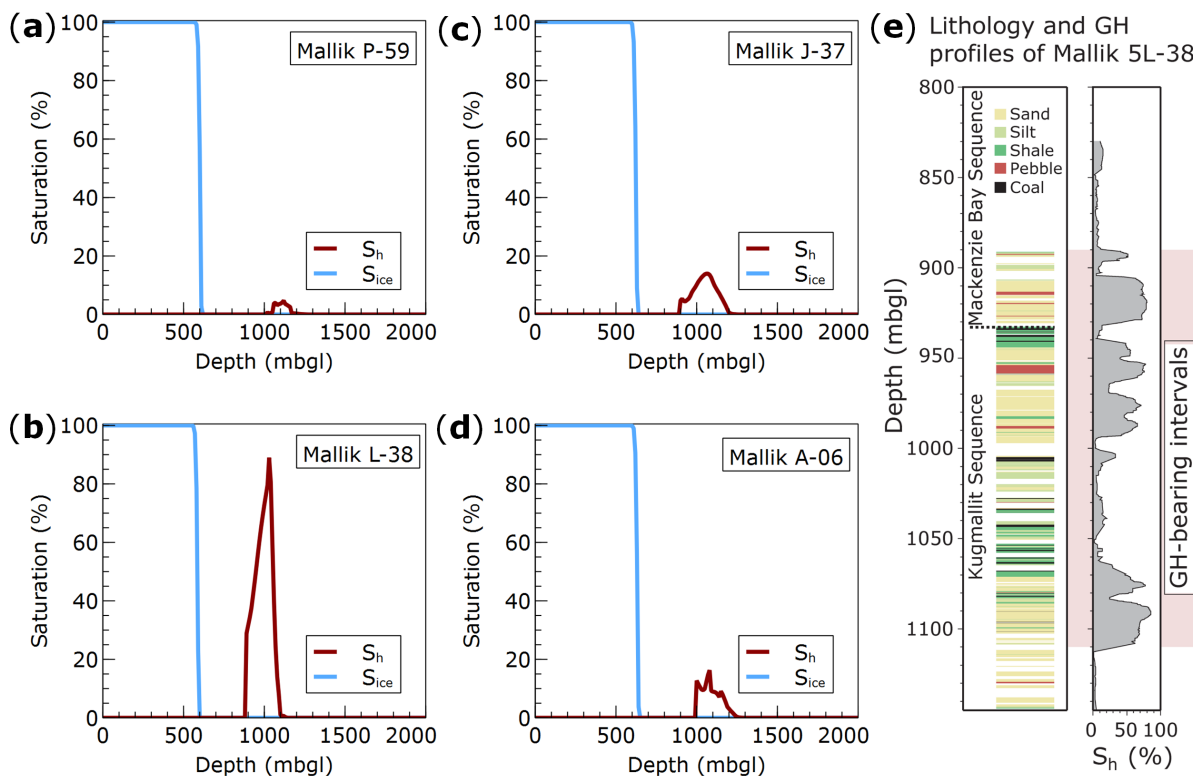 (a)
Mallik P-59
100
80
60
40
20
0
Saturation (%)
Sh
Sice
0 500 1000 1500 2000
Depth (mbgl)
(c)
Mallik J-37
100
80
60
40
20
0
Saturation (%)
Sh
Sice
0 500 1000 1500 2000
Depth (mbgl)
(b)
Mallik L-38
100
80
60
40
20
0
Saturation (%)
Sh
Sice
0 500 1000 1500 2000
Depth (mbgl)
(d)
Mallik A-06
100
80
60
40
20
0
Saturation (%)
Sh
Sice
0 500 1000 1500 2000
Depth (mbgl)
(e) Lithology and GH
profiles of Mallik 5L-38
Depth (mbgl)
800
850
900
950
1000
1050
1100
Mackenzie Bay Sequence
Kugmallit Sequence
Sand
Silt
Shale
Pebble
Coal
GH-bearing intervals
0 50 100
Sh (%)